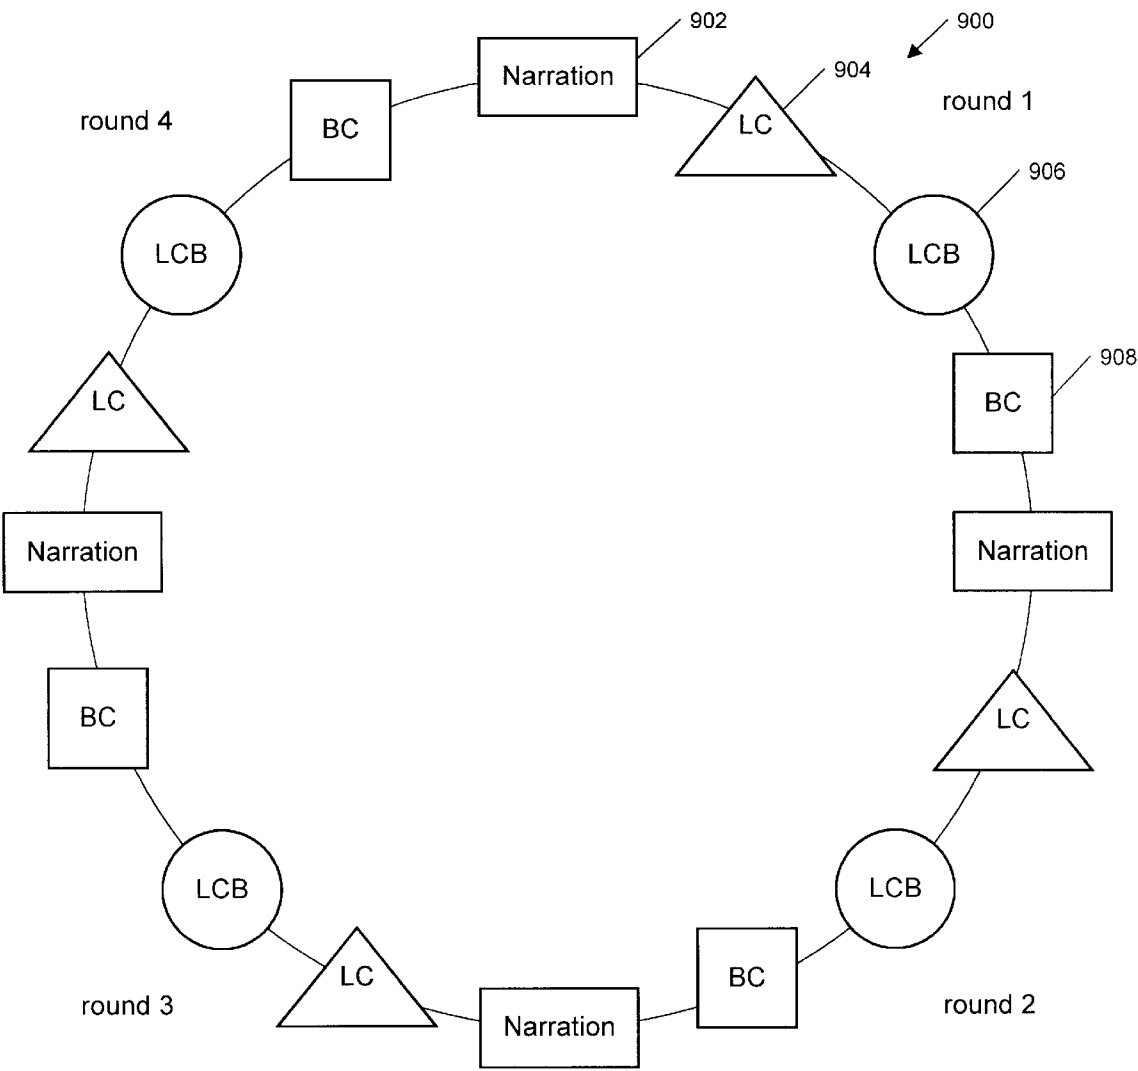 902
900
Narration
904
round 1
LC
round 4
BC
906
LCB
LCB
908
LC
BC
Narration
Narration
BC
LC
LCB
LCB
LC
BC
round 3
round 2
Narration